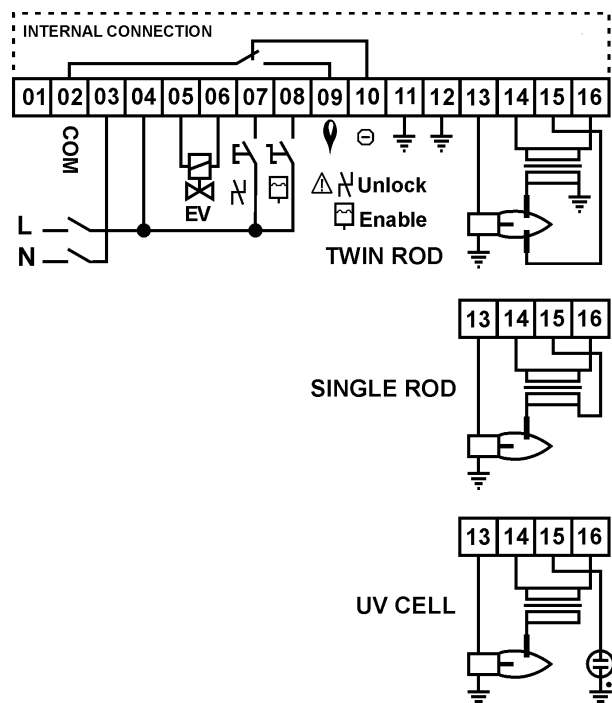 INTERNAL CONNECTION
01 02 03 04 05 06 07 08 09 10 11 12 13 14 15 16
COM
EV
Unlock
Enable
L
N
TWIN ROD
13 14 15 16
SINGLE ROD
13 14 15 16
UV CELL